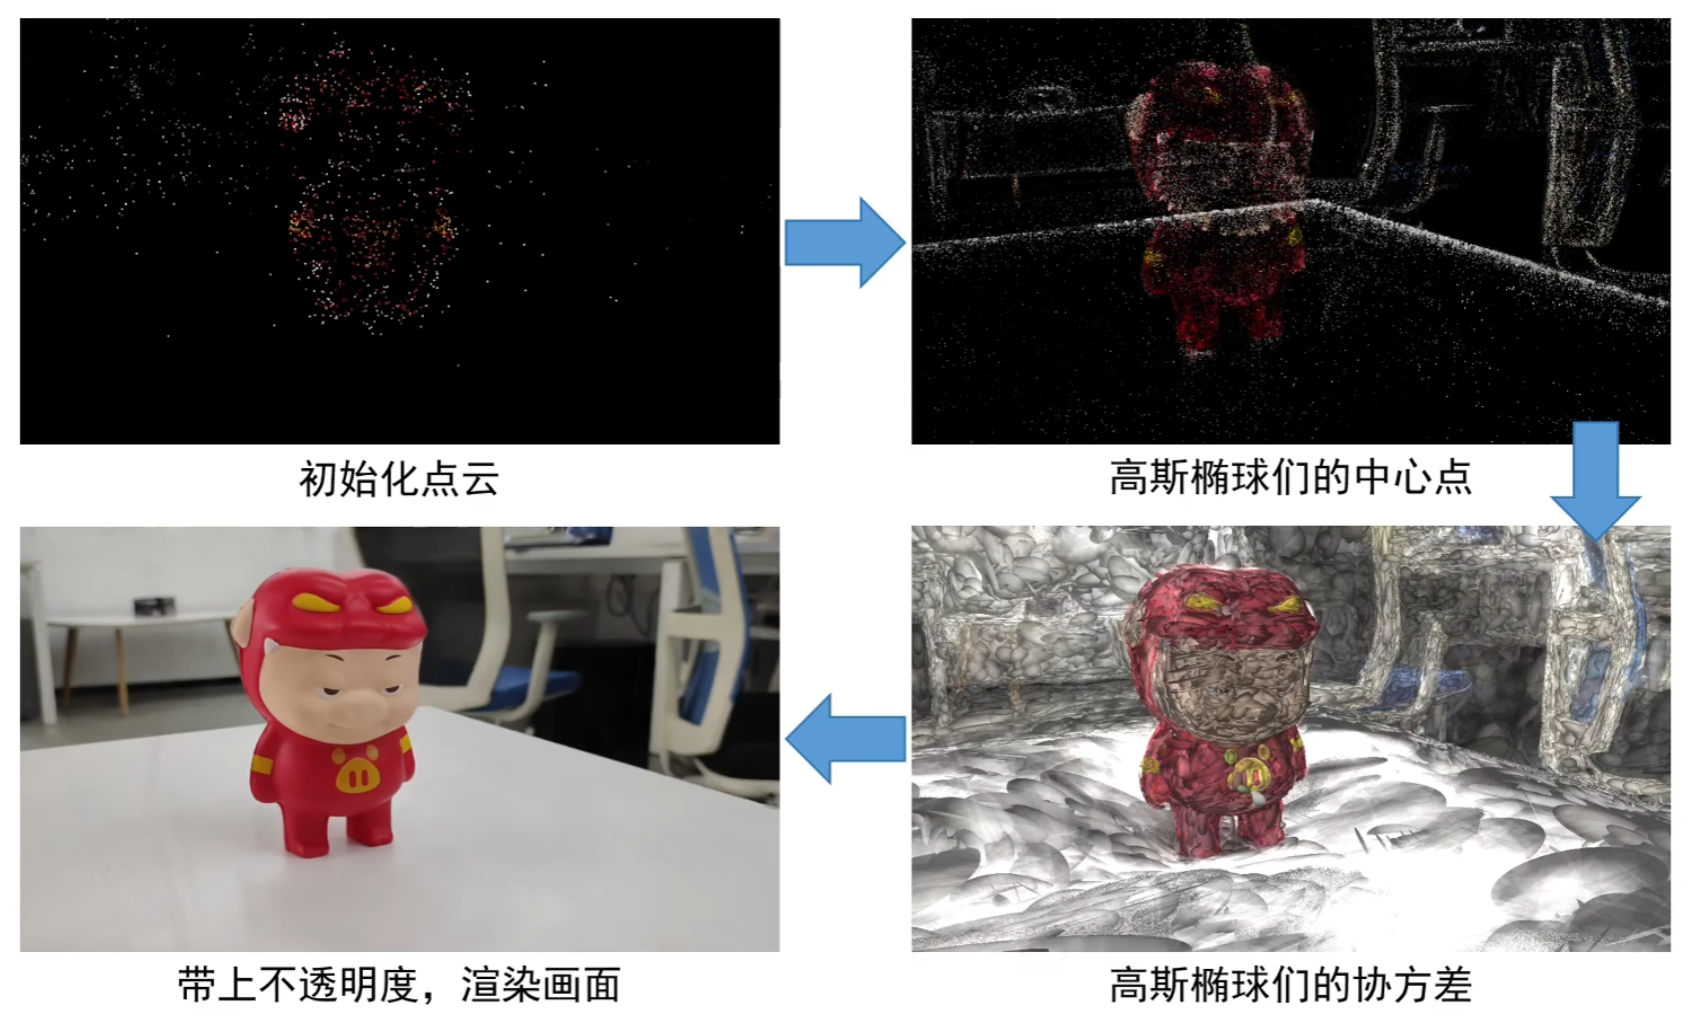 初始化点云
高斯椭球们的中心点
带上不透明度，渲染画面
高斯椭球们的协方差